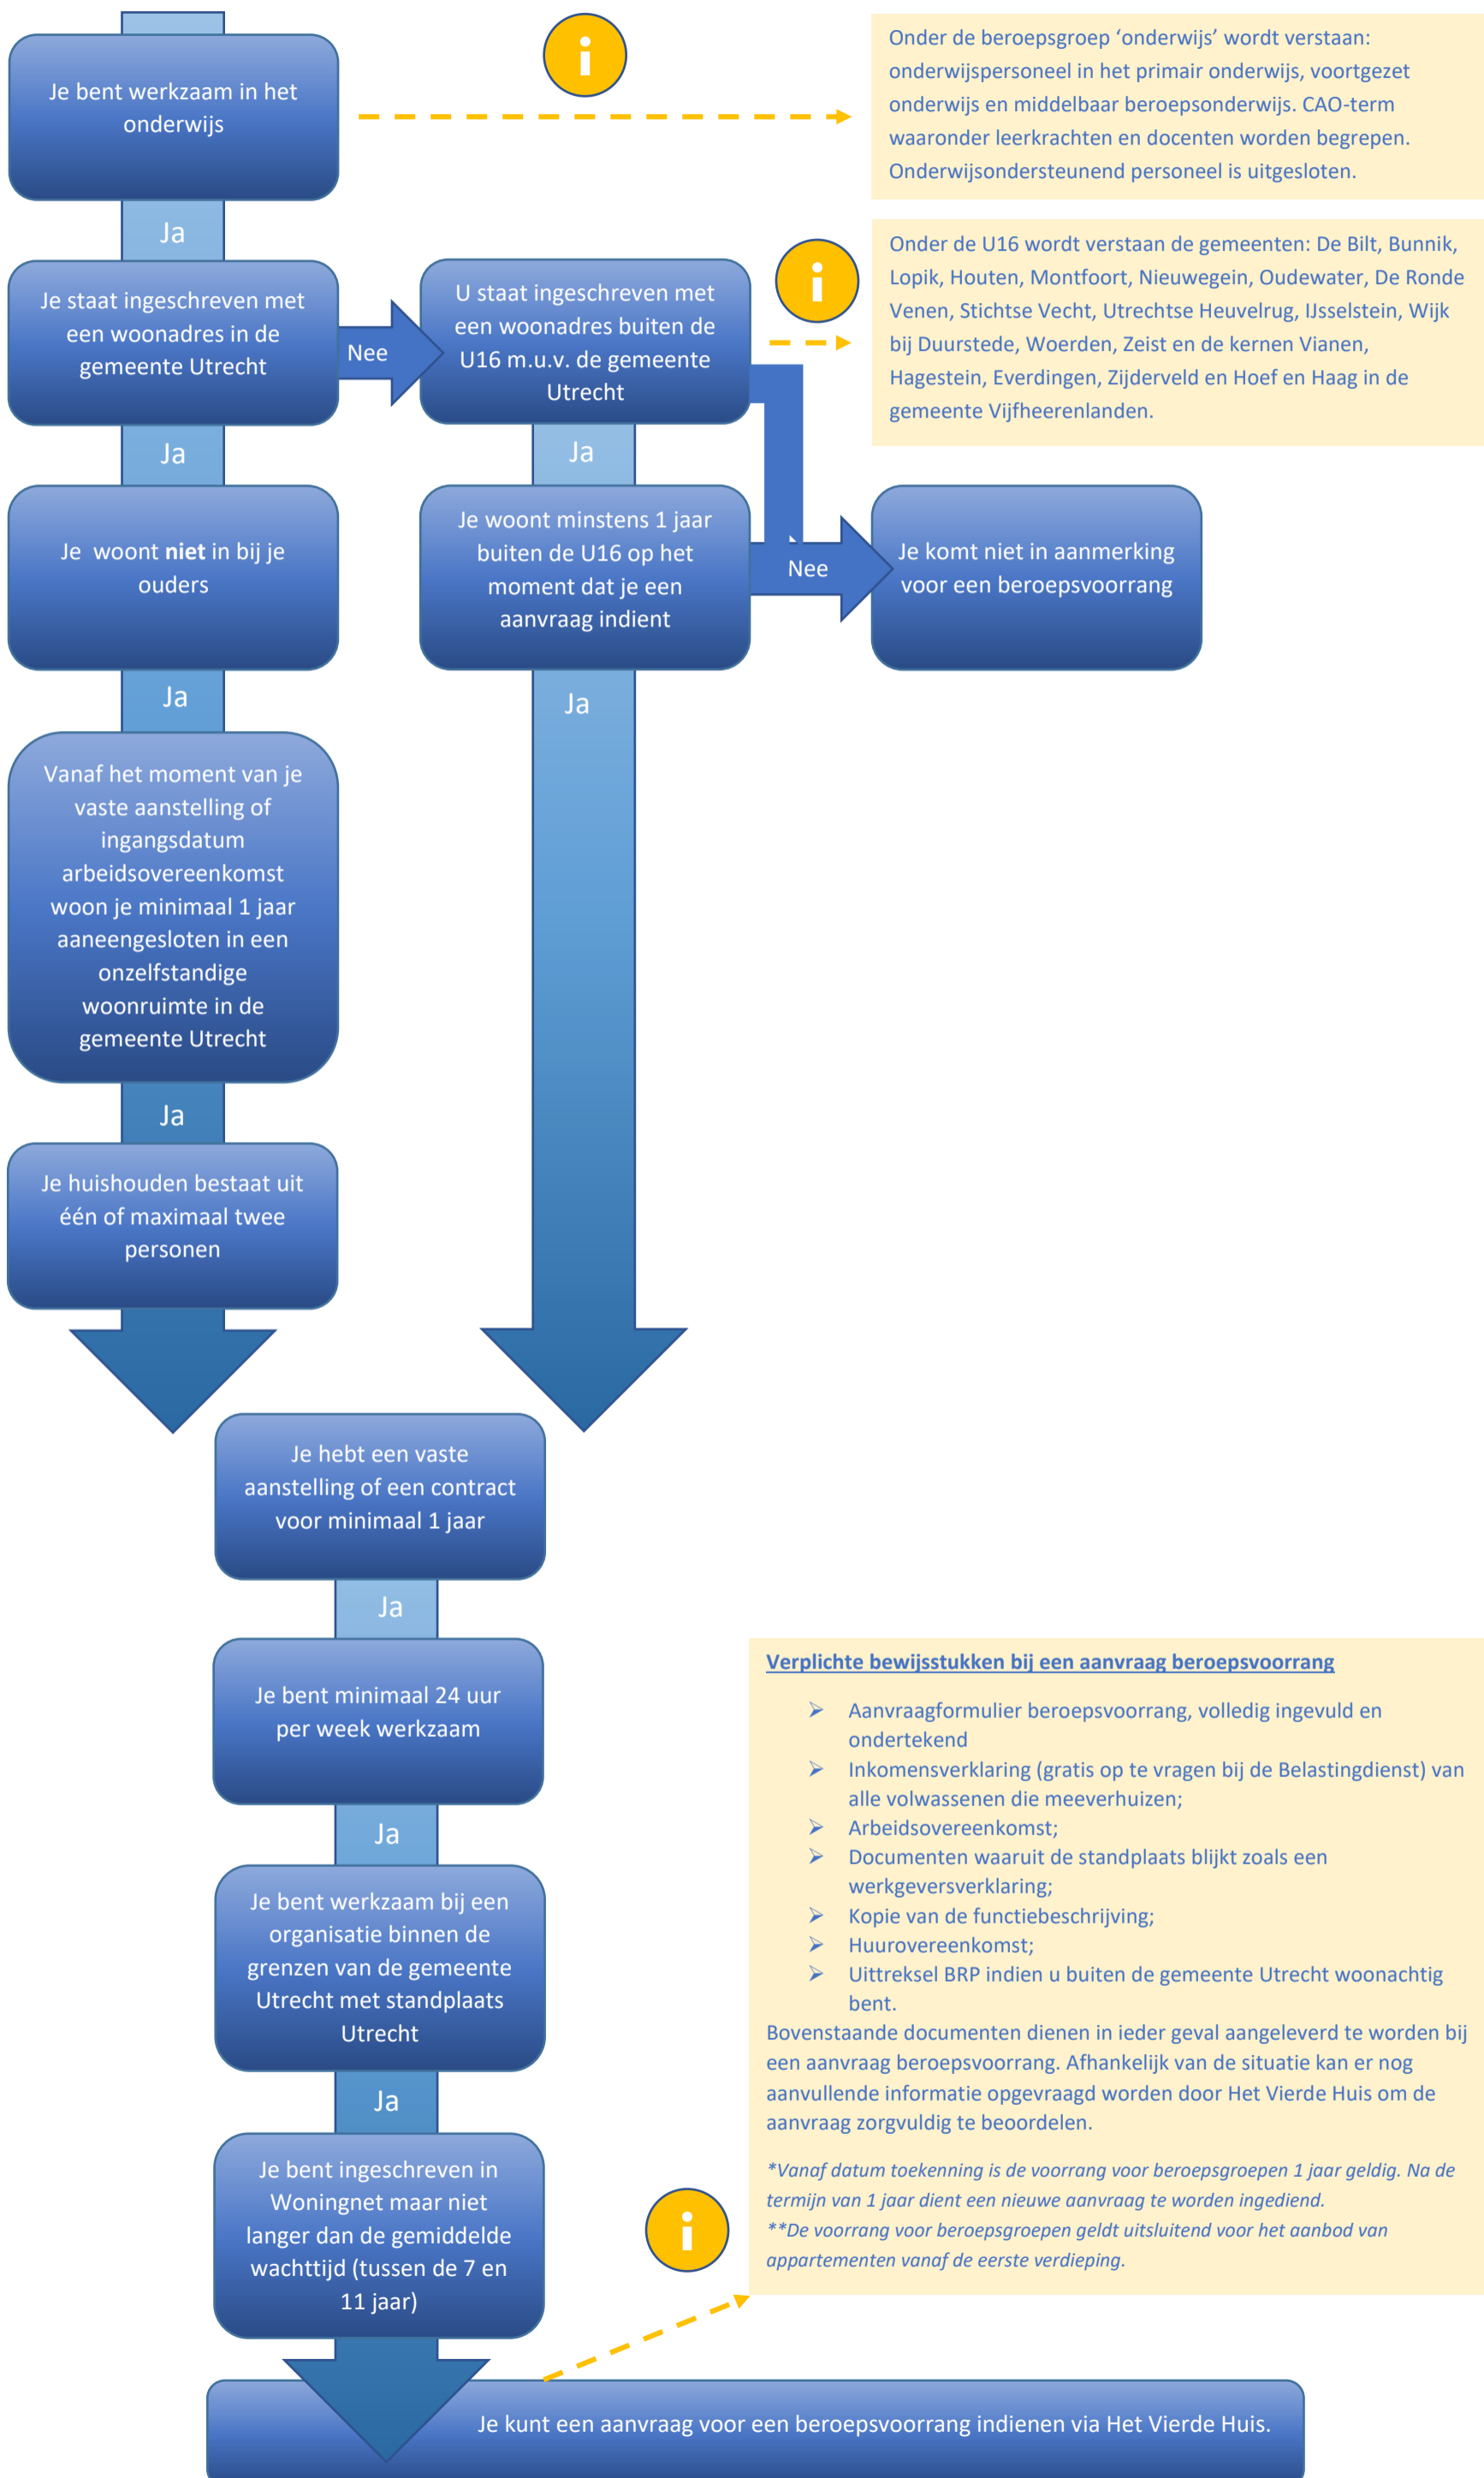 Je bent werkzaam in het
onderwijs
i
Onder de beroepsgroep ‘onderwijs’ wordt verstaan:
onderwijspersoneel in het primair onderwijs, voortgezet
onderwijs en middelbaar beroepsonderwijs. CAO-term
waaronder leerkrachten en docenten worden begrepen.
Onderwijsondersteunend personeel is uitgesloten.
Ja
Je staat ingeschreven met
een woonadres in de
gemeente Utrecht
Nee
U staat ingeschreven met
een woonadres buiten de
U16 m.u.v. de gemeente
Utrecht
i
Onder de U16 wordt verstaan de gemeenten: De Bilt, Bunnik,
Lopik, Houten, Montfoort, Nieuwegein, Oudewater, De Ronde
Venen, Stichtse Vecht, Utrechtse Heuvelrug, IJsselstein, Wijk
bij Duurstede, Woerden, Zeist en de kernen Vianen,
Hagestein, Everdingen, Zijderveld en Hoef en Haag in de
gemeente Vijfheerenlanden.
Ja
Ja
Je  woont niet in bij je
ouders
Je woont minstens 1 jaar
buiten de U16 op het
moment dat je een
aanvraag indient
Nee
Je komt niet in aanmerking
voor een beroepsvoorrang
Ja
Ja
Vanaf het moment van je
vaste aanstelling of
ingangsdatum
arbeidsovereenkomst
woon je minimaal 1 jaar
aaneengesloten in een
onzelfstandige
woonruimte in de
gemeente Utrecht
Ja
Je huishouden bestaat uit
één of maximaal twee
personen
Je hebt een vaste
aanstelling of een contract
voor minimaal 1 jaar
Ja
Je bent minimaal 24 uur
per week werkzaam
Ja
Je bent werkzaam bij een
organisatie binnen de
grenzen van de gemeente
Utrecht met standplaats
Utrecht
Ja
Je bent ingeschreven in
Woningnet maar niet
langer dan de gemiddelde
wachttijd (tussen de 7 en
11 jaar)
i
Verplichte bewijsstukken bij een aanvraag beroepsvoorrang
➢ Aanvraagformulier beroepsvoorrang, volledig ingevuld en
ondertekend
➢ Inkomensverklaring (gratis op te vragen bij de Belastingdienst) van
alle volwassenen die meeverhuizen;
➢ Arbeidsovereenkomst;
➢ Documenten waaruit de standplaats blijkt zoals een
werkgeversverklaring;
➢ Kopie van de functiebeschrijving;
➢ Huurovereenkomst;
➢ Uittreksel BRP indien u buiten de gemeente Utrecht woonachtig
bent.
Bovenstaande documenten dienen in ieder geval aangeleverd te worden bij
een aanvraag beroepsvoorrang. Afhankelijk van de situatie kan er nog
aanvullende informatie opgevraagd worden door Het Vierde Huis om de
aanvraag zorgvuldig te beoordelen.
*Vanaf datum toekenning is de voorrang voor beroepsgroepen 1 jaar geldig. Na de
termijn van 1 jaar dient een nieuwe aanvraag te worden ingediend.
**De voorrang voor beroepsgroepen geldt uitsluitend voor het aanbod van
appartementen vanaf de eerste verdieping.
Je kunt een aanvraag voor een beroepsvoorrang indienen via Het Vierde Huis.